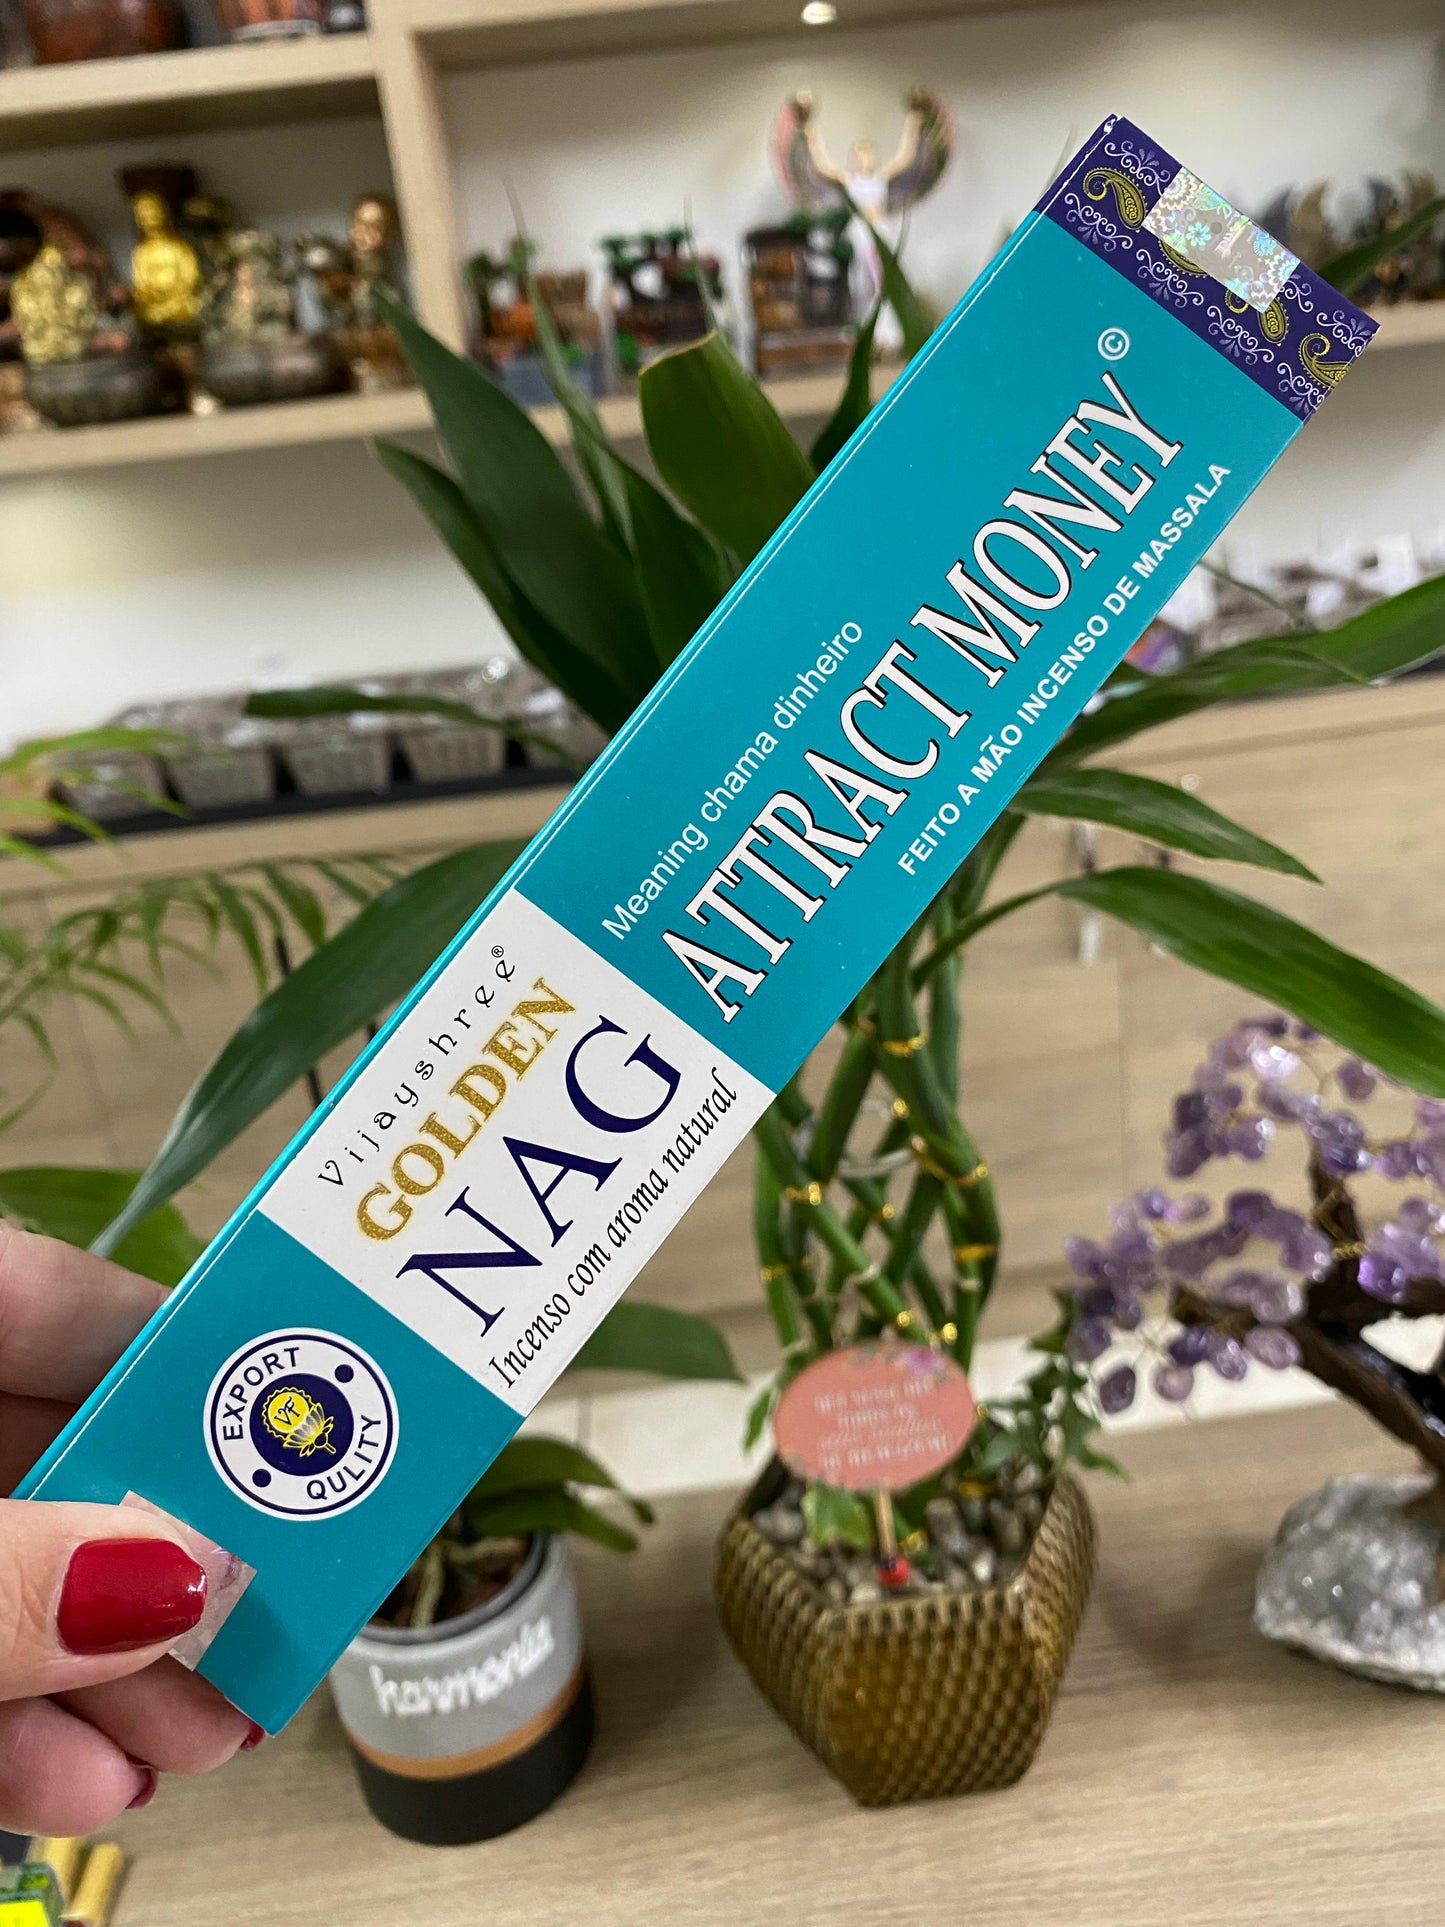 Meaning chama dinheiro
ATTRACT MONEY©
FEITO A MÃO INCENSO DE MASSALA
Vijayshree®
GOLDEN
NAG
Incenso com aroma natural
EXPORT
VF
QULITY
harmonia